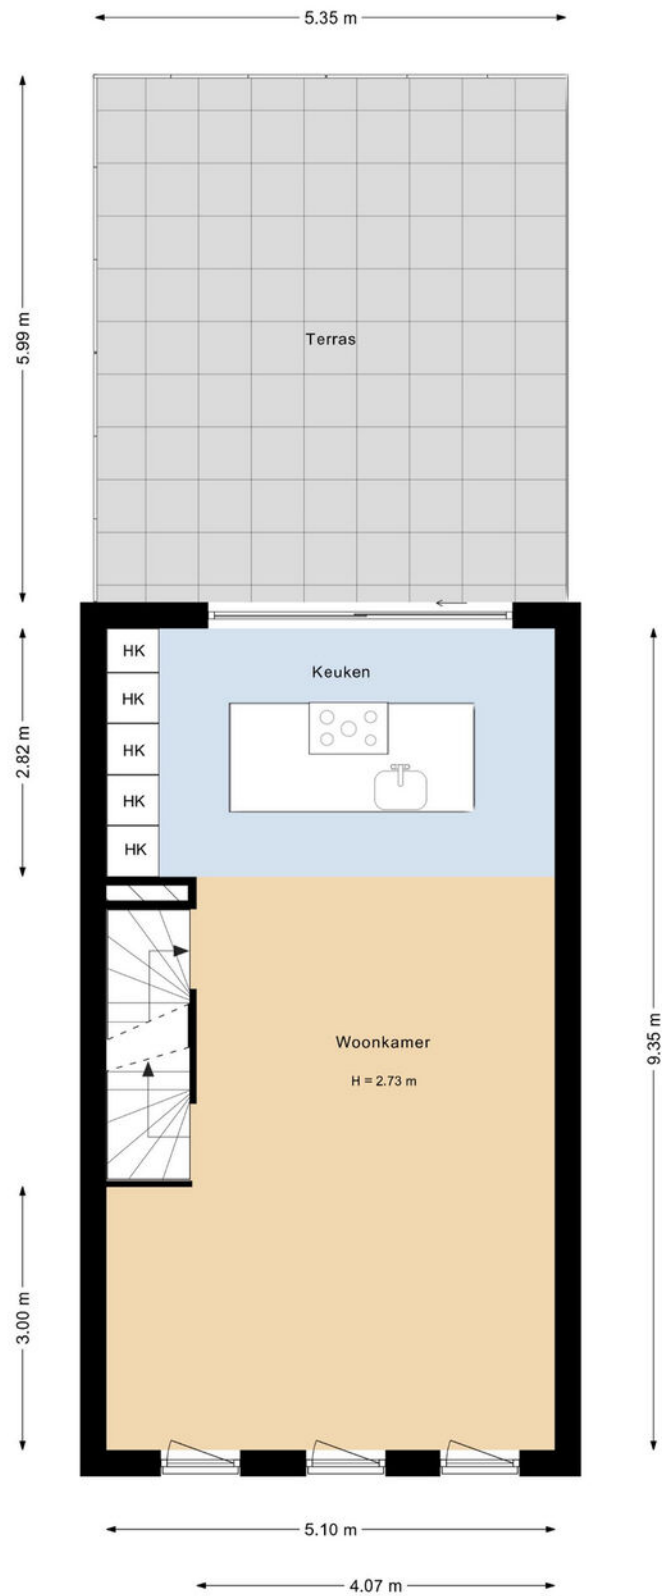 5.35 m
5.99 m
Terras
HK
Keuken
HK
2.82 m
HK
HK
HK
9.35 m
Woonkamer
H = 2.73 m
3.00 m
5.10 m
4.07 m